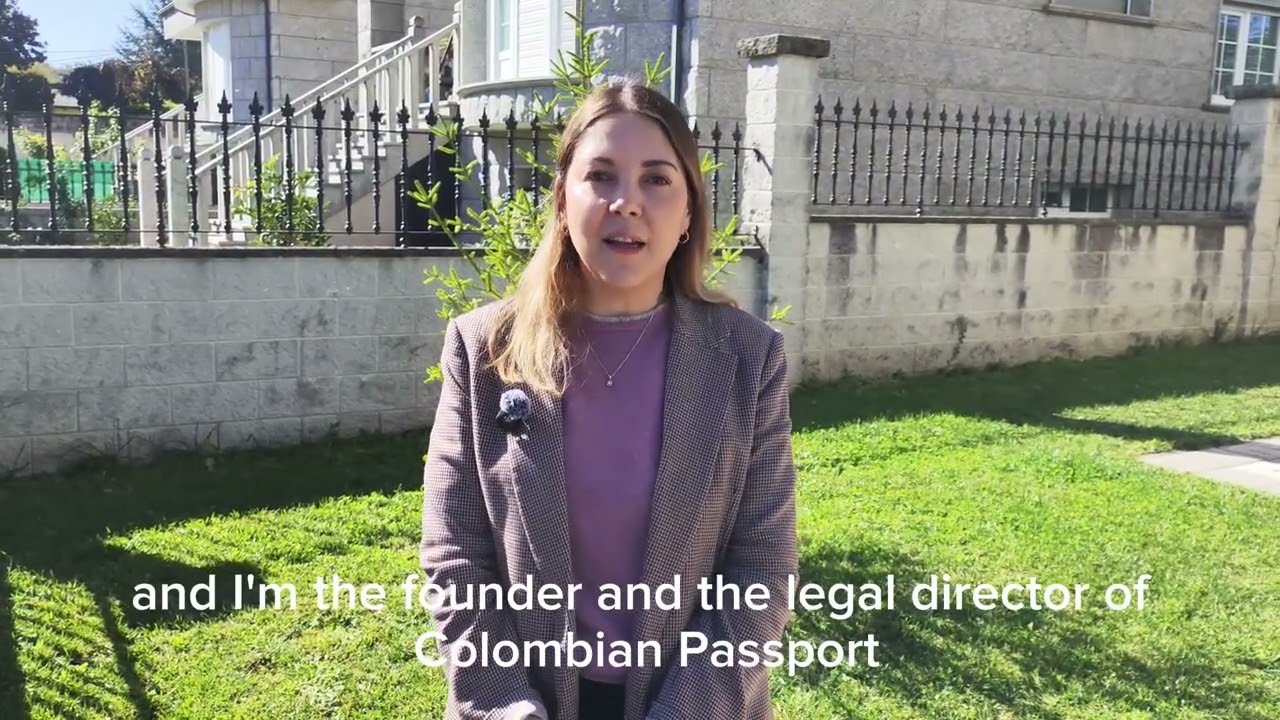 and I'm the founder and the legal director of
Colombian Passport